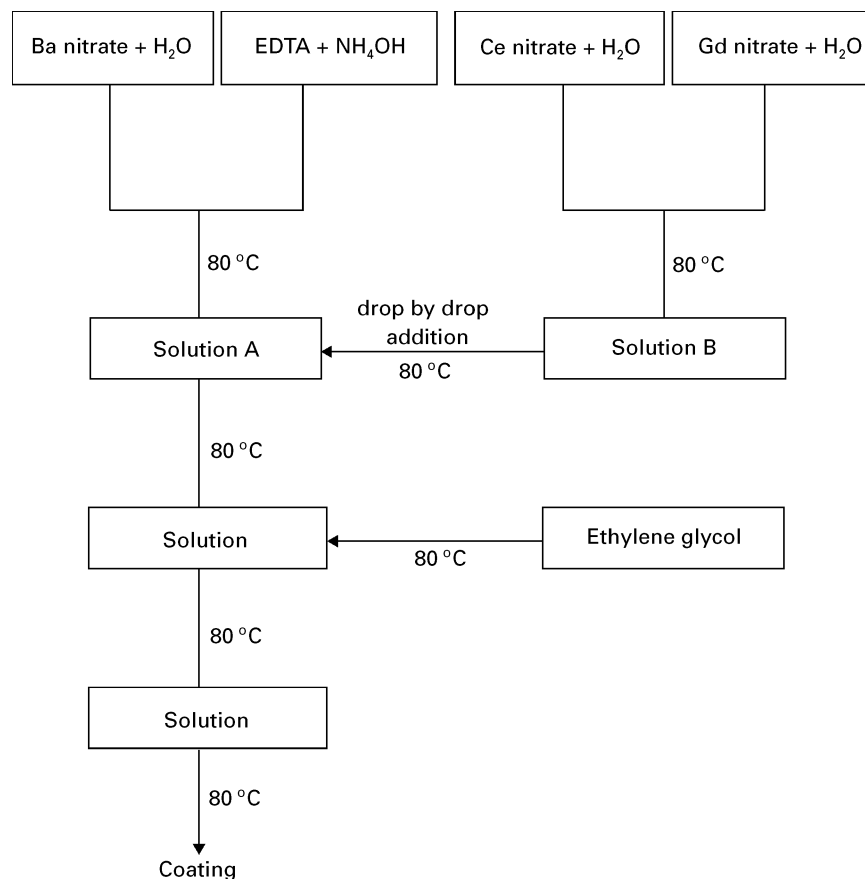 Ba nitrate + H₂O
EDTA + NH₄OH
Ce nitrate + H₂O
Gd nitrate + H₂O
80 °C
80 °C
drop by drop
addition
Solution A
Solution B
80 °C
80 °C
Solution
Ethylene glycol
80 °C
80 °C
Solution
80 °C
Coating